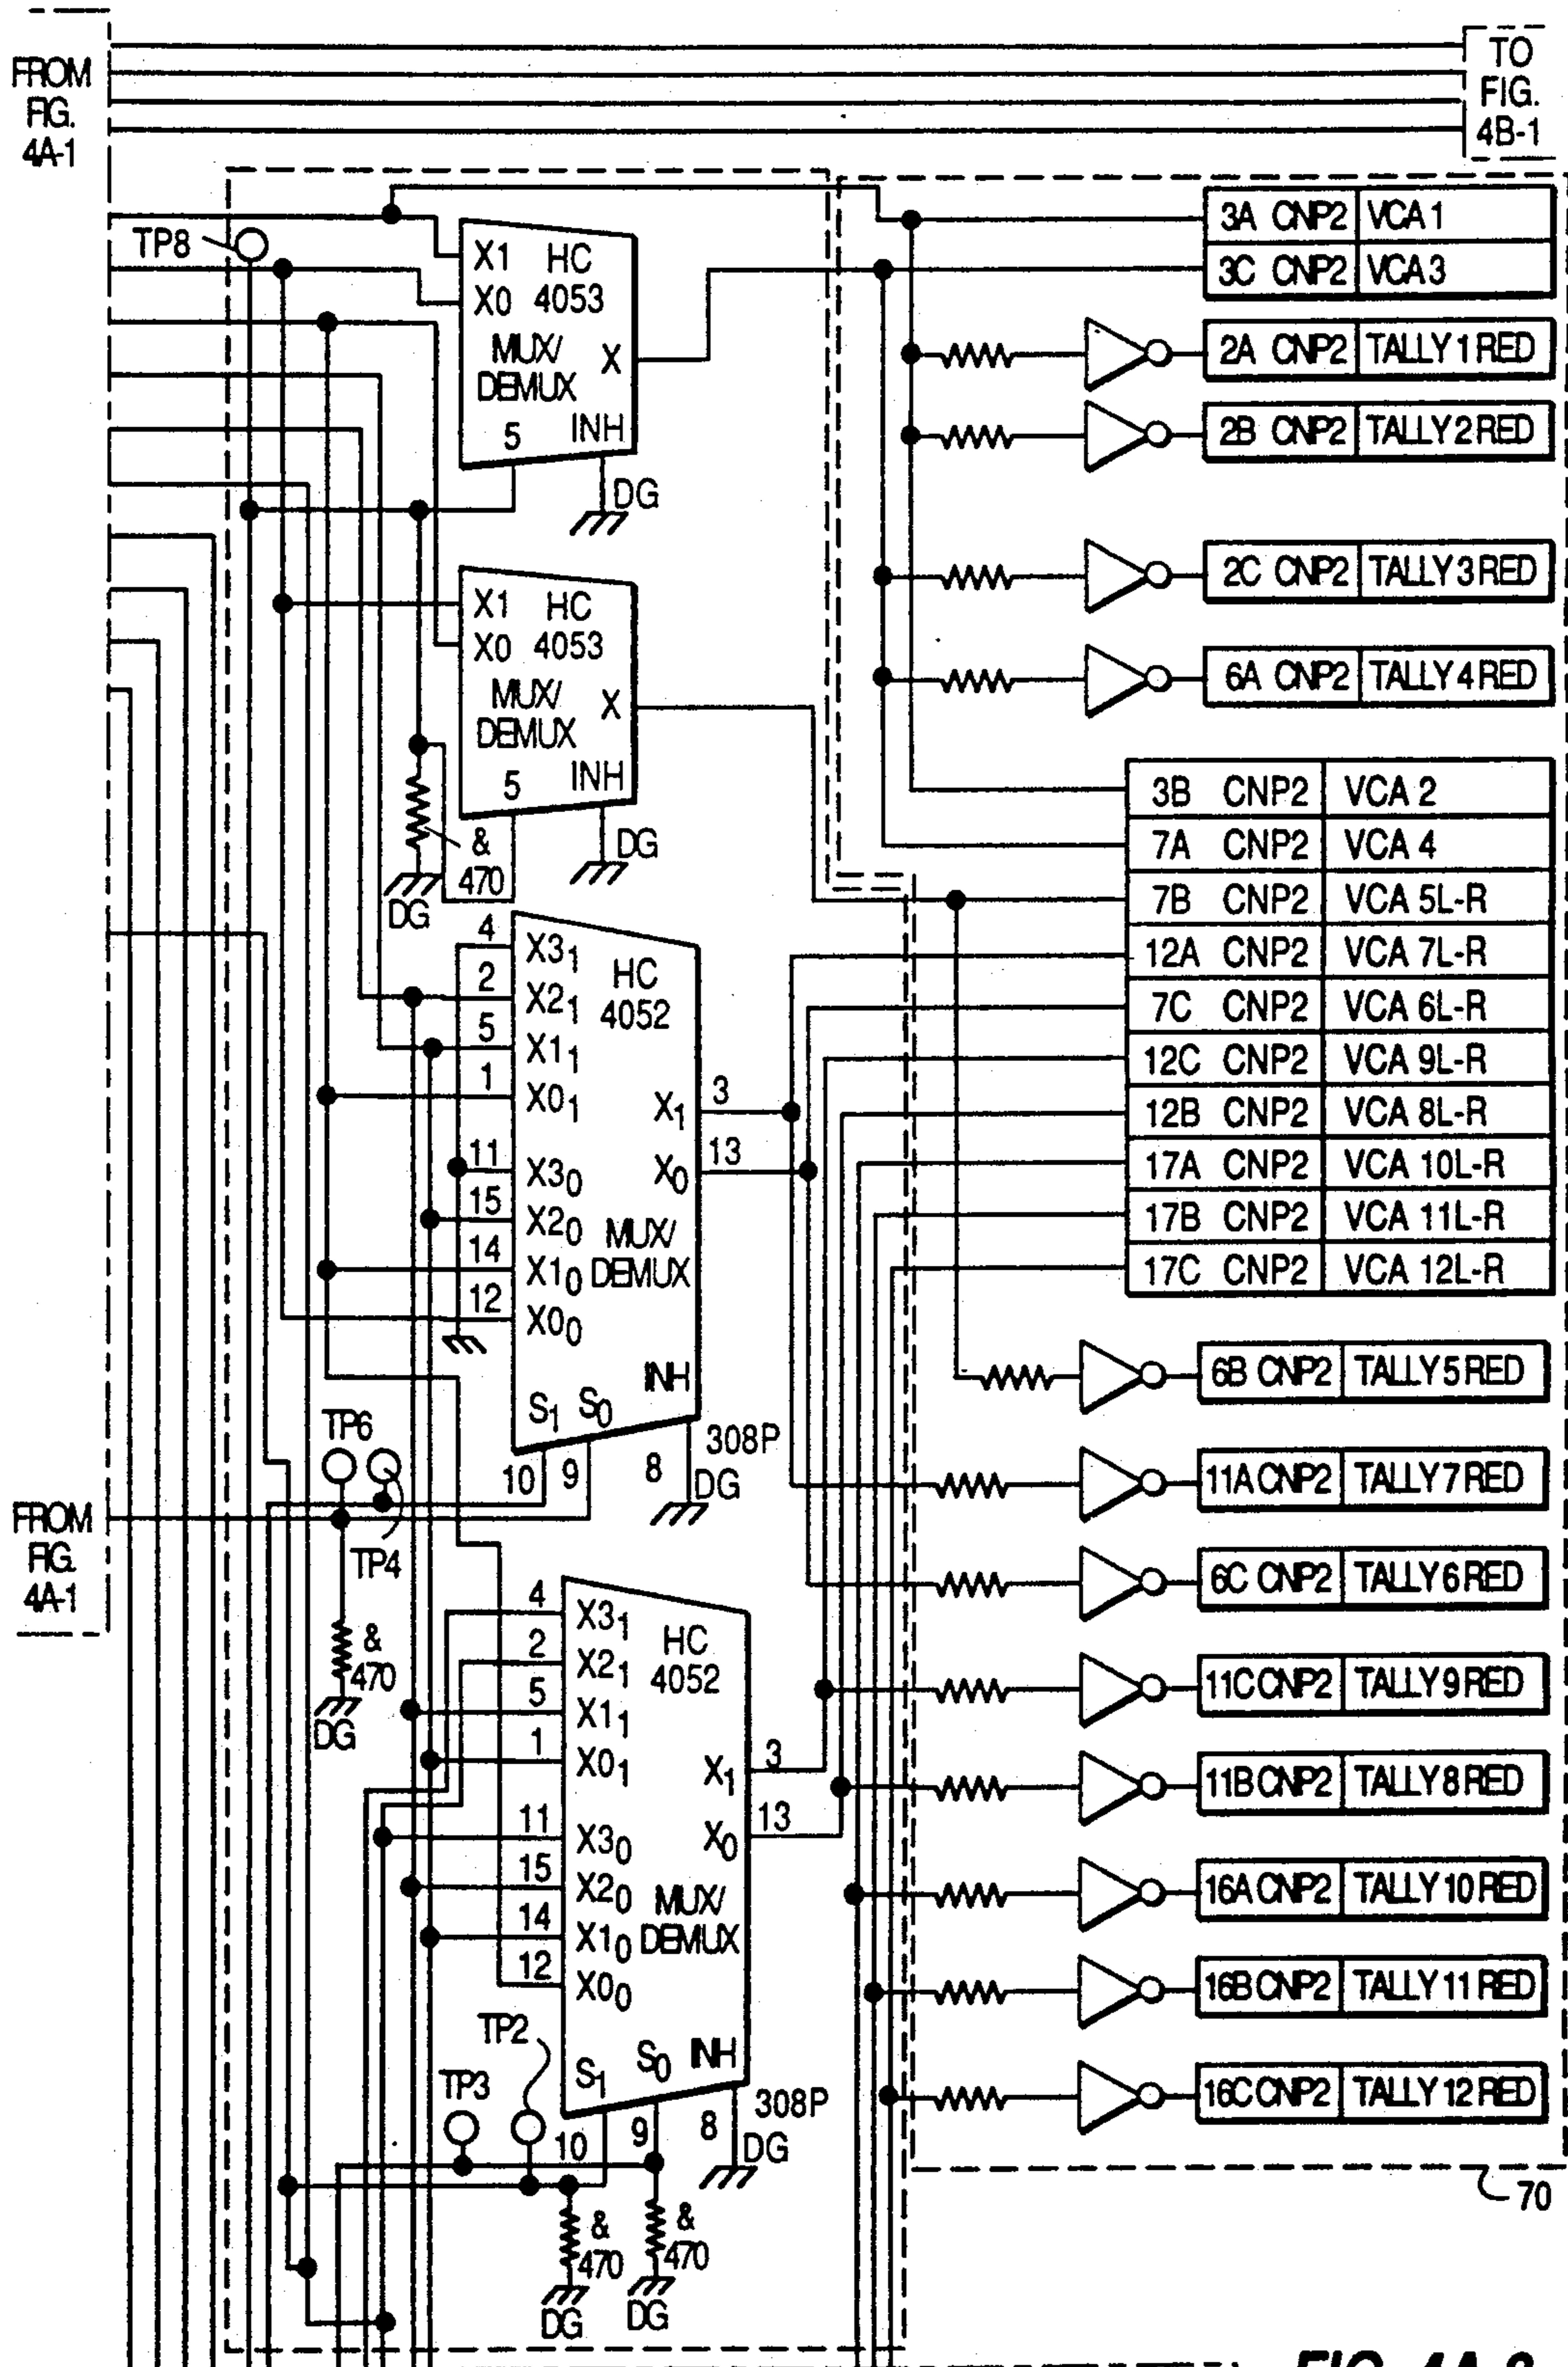 FROM
FIG.
4A-1
TO
FIG.
4B-1
TP8
X1 HC
X0 4053
MUX/
DEMUX
X
5 INH
DG
3A CNP2 VCA 1
3C CNP2 VCA 3
2A CNP2 TALLY 1 RED
2B CNP2 TALLY 2 RED
2C CNP2 TALLY 3 RED
6A CNP2 TALLY 4 RED
X1 HC
X0 4053
MUX/
DEMUX
X
5 INH
DG
&
470
DG
3B CNP2 VCA 2
7A CNP2 VCA 4
7B CNP2 VCA 5L-R
12A CNP2 VCA 7L-R
7C CNP2 VCA 6L-R
12C CNP2 VCA 9L-R
12B CNP2 VCA 8L-R
17A CNP2 VCA 10L-R
17B CNP2 VCA 11L-R
17C CNP2 VCA 12L-R
4 X3₁
2 X2₁
5 X1₁
1 X0₁
11 X3₀
15 X2₀
14 X1₀
12 X0₀
HC
4052
X₁ 3
X₀ 13
MUX/
DEMUX
INH
S₁ S₀
10 9 8
308P
DG
TP6
TP4
&
470
DG
FROM
FIG.
4A-1
6B CNP2 TALLY 5 RED
11A CNP2 TALLY 7 RED
6C CNP2 TALLY 6 RED
11C CNP2 TALLY 9 RED
11B CNP2 TALLY 8 RED
16A CNP2 TALLY 10 RED
16B CNP2 TALLY 11 RED
16C CNP2 TALLY 12 RED
4 X3₁
2 X2₁
5 X1₁
1 X0₁
11 X3₀
15 X2₀
14 X1₀
12 X0₀
HC
4052
X₁ 3
X₀ 13
MUX/
DEMUX
S₁ S₀ INH
10 9 8
308P
DG
TP2
TP3
&
470
DG
&
470
DG
70